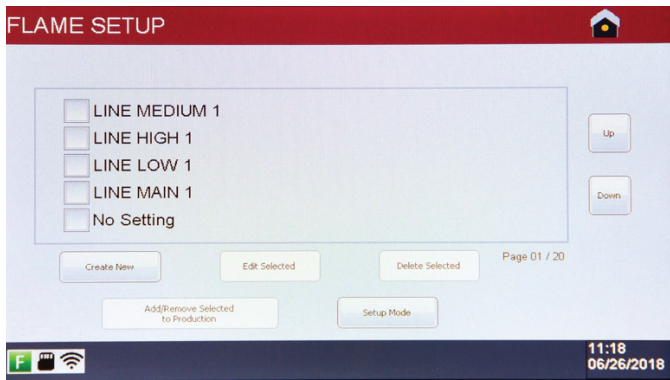 FLAME SETUP
LINE MEDIUM 1
LINE HIGH 1
LINE LOW 1
LINE MAIN 1
No Setting
Up
Down
Create New
Edit Selected
Delete Selected
Page 01 / 20
Add/Remove Selected
to Production
Setup Mode
F
11:18
06/26/2018